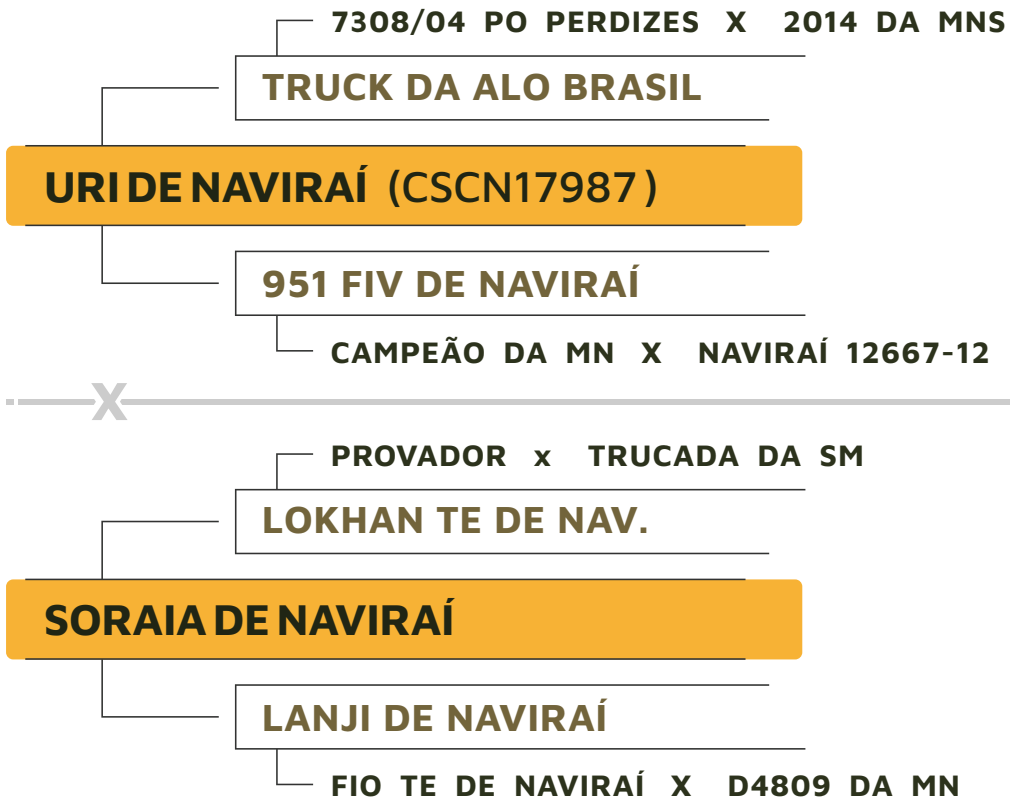 7308/04 PO PERDIZES X 2014 DA MNS
TRUCK DA ALO BRASIL
URI DE NAVIRAÍ (CSCN17987)
951 FIV DE NAVIRAÍ
CAMPEÃO DA MN X NAVIRAÍ 12667-12
X
PROVADOR x TRUCADA DA SM
LOKHAN TE DE NAV.
SORAIA DE NAVIRAÍ
LANJI DE NAVIRAÍ
FIO TE DE NAVIRAÍ X D4809 DA MN